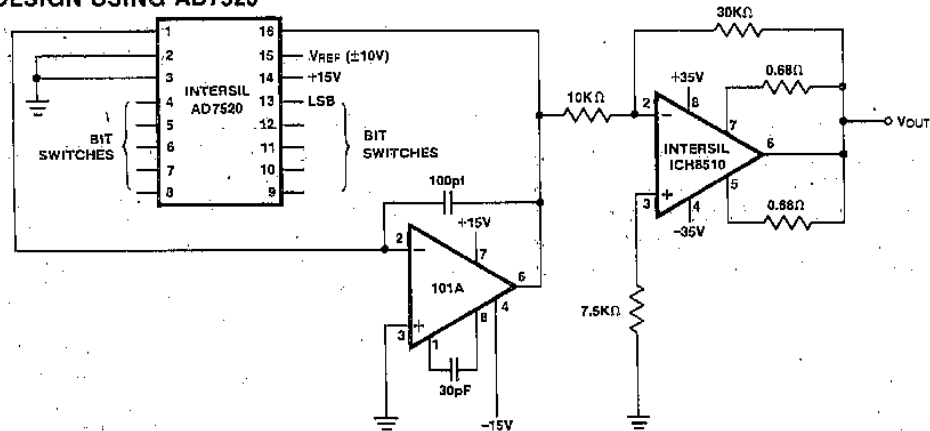 DESIGN USING AD7520
1
2
3
4
5
6
7
8
16
15
14
13
12
11
10
9
INTERSIL
AD7520
VREF (±10V)
+15V
LSB
BIT
SWITCHES
BIT
SWITCHES
100pf
2
3
+15V
7
101A
6
4
8
1
30pF
-15V
10KΩ
30KΩ
2
+35V
8
0.68Ω
7
INTERSIL
ICH8510
6
VOUT
3
4
5
-35V
0.68Ω
7.5KΩ